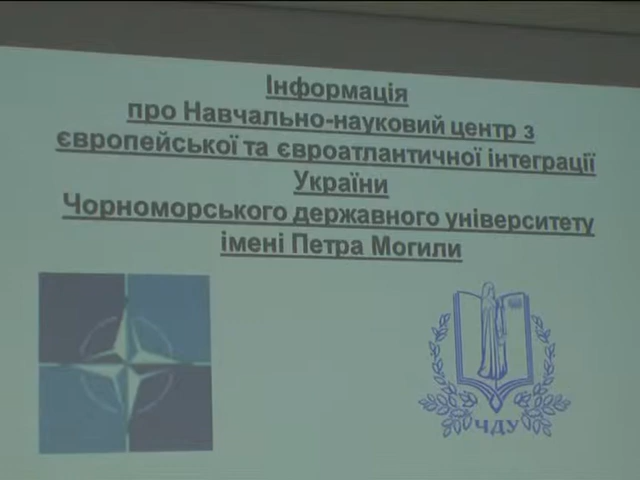 Інформація
про Навчально-науковий центр з
європейської та євроатлантичної інтеграції
України
Чорноморського державного університету
імені Петра Могили
ЧДУ